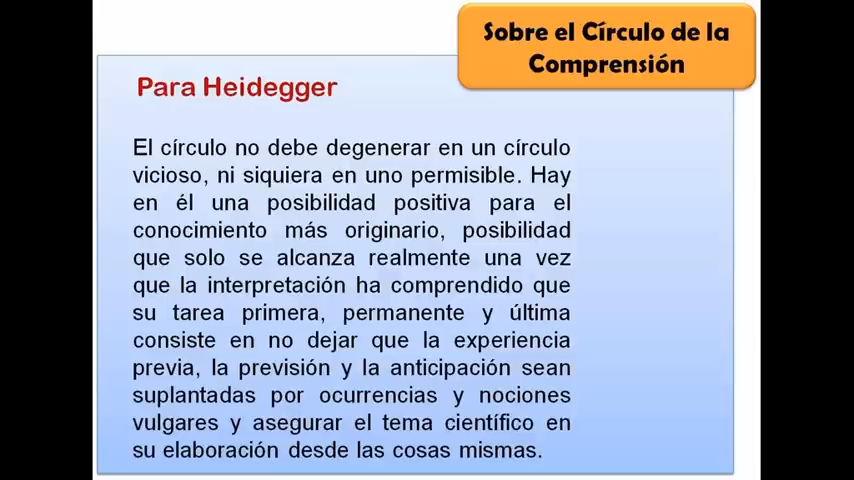 Sobre el Círculo de la
Comprensión
Para Heidegger
El círculo no debe degenerar en un círculo
vicioso, ni siquiera en uno permisible. Hay
en él una posibilidad positiva para el
conocimiento más originario, posibilidad
que solo se alcanza realmente una vez
que la interpretación ha comprendido que
su tarea primera, permanente y última
consiste en no dejar que la experiencia
previa, la previsión y la anticipación sean
suplantadas por ocurrencias y nociones
vulgares y asegurar el tema científico en
su elaboración desde las cosas mismas.